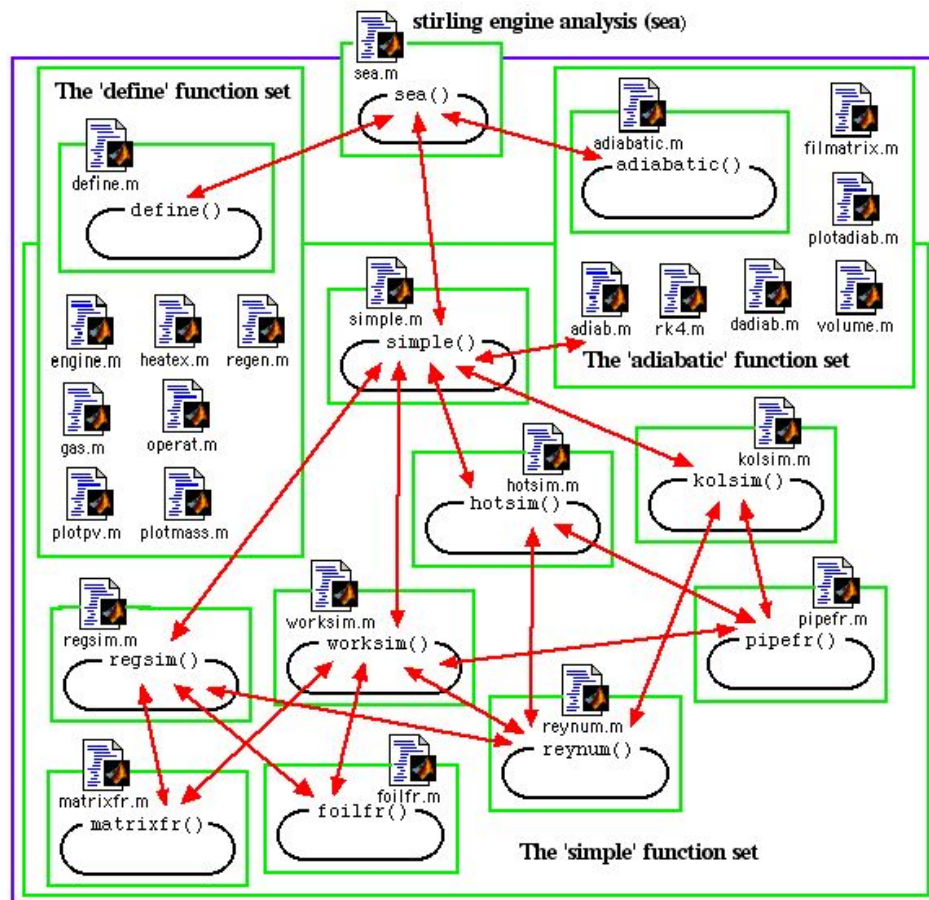 stirling engine analysis (sea)
sea.m
sea()
The 'define' function set
define.m
define()
adiabatic.m
adiabatic()
filmatrix.m
plotadiab.m
engine.m
heatex.m
regen.m
simple.m
simple()
adiab.m
rk4.m
dadiab.m
volume.m
The 'adiabatic' function set
gas.m
operat.m
plotpv.m
plotmass.m
hotsim.m
hotsim()
kolsim.m
kolsim()
regsim.m
regsim()
worksim.m
worksim()
pipefr.m
pipefr()
reynum.m
reynum()
matrixfr.m
matrixfr()
foilfr.m
foilfr()
The 'simple' function set